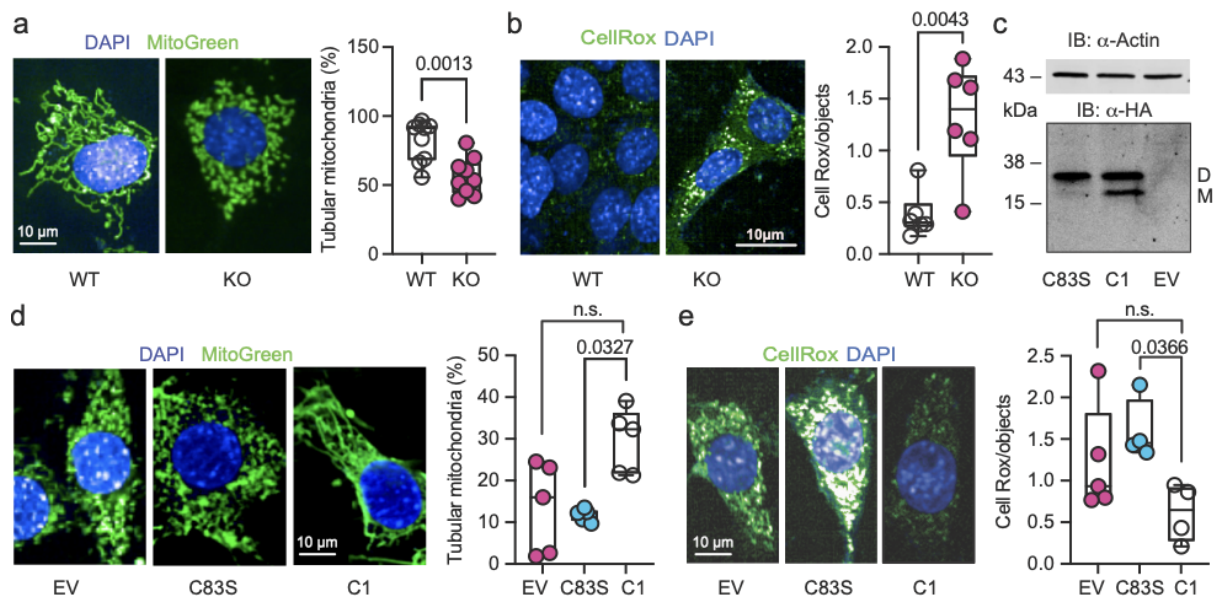 a
DAPI MitoGreen
10 µm
WT
KO
Tubular mitochondria (%)
150
100
50
0
0.0013
WT KO
b
CellRox DAPI
10µm
WT
KO
Cell Rox/objects
2.0
1.5
1.0
0.5
0.0
0.0043
WT KO
c
IB: α-Actin
43
kDa
IB: α-HA
38
15
D
M
C83S C1 EV
d
DAPI MitoGreen
10 µm
EV
C83S
C1
Tubular mitochondria (%)
50
40
30
20
10
0
n.s.
0.0327
EV C83S C1
e
CellRox DAPI
10 µm
EV
C83S
C1
Cell Rox/objects
2.5
2.0
1.5
1.0
0.5
0.0
n.s.
0.0366
EV C83S C1